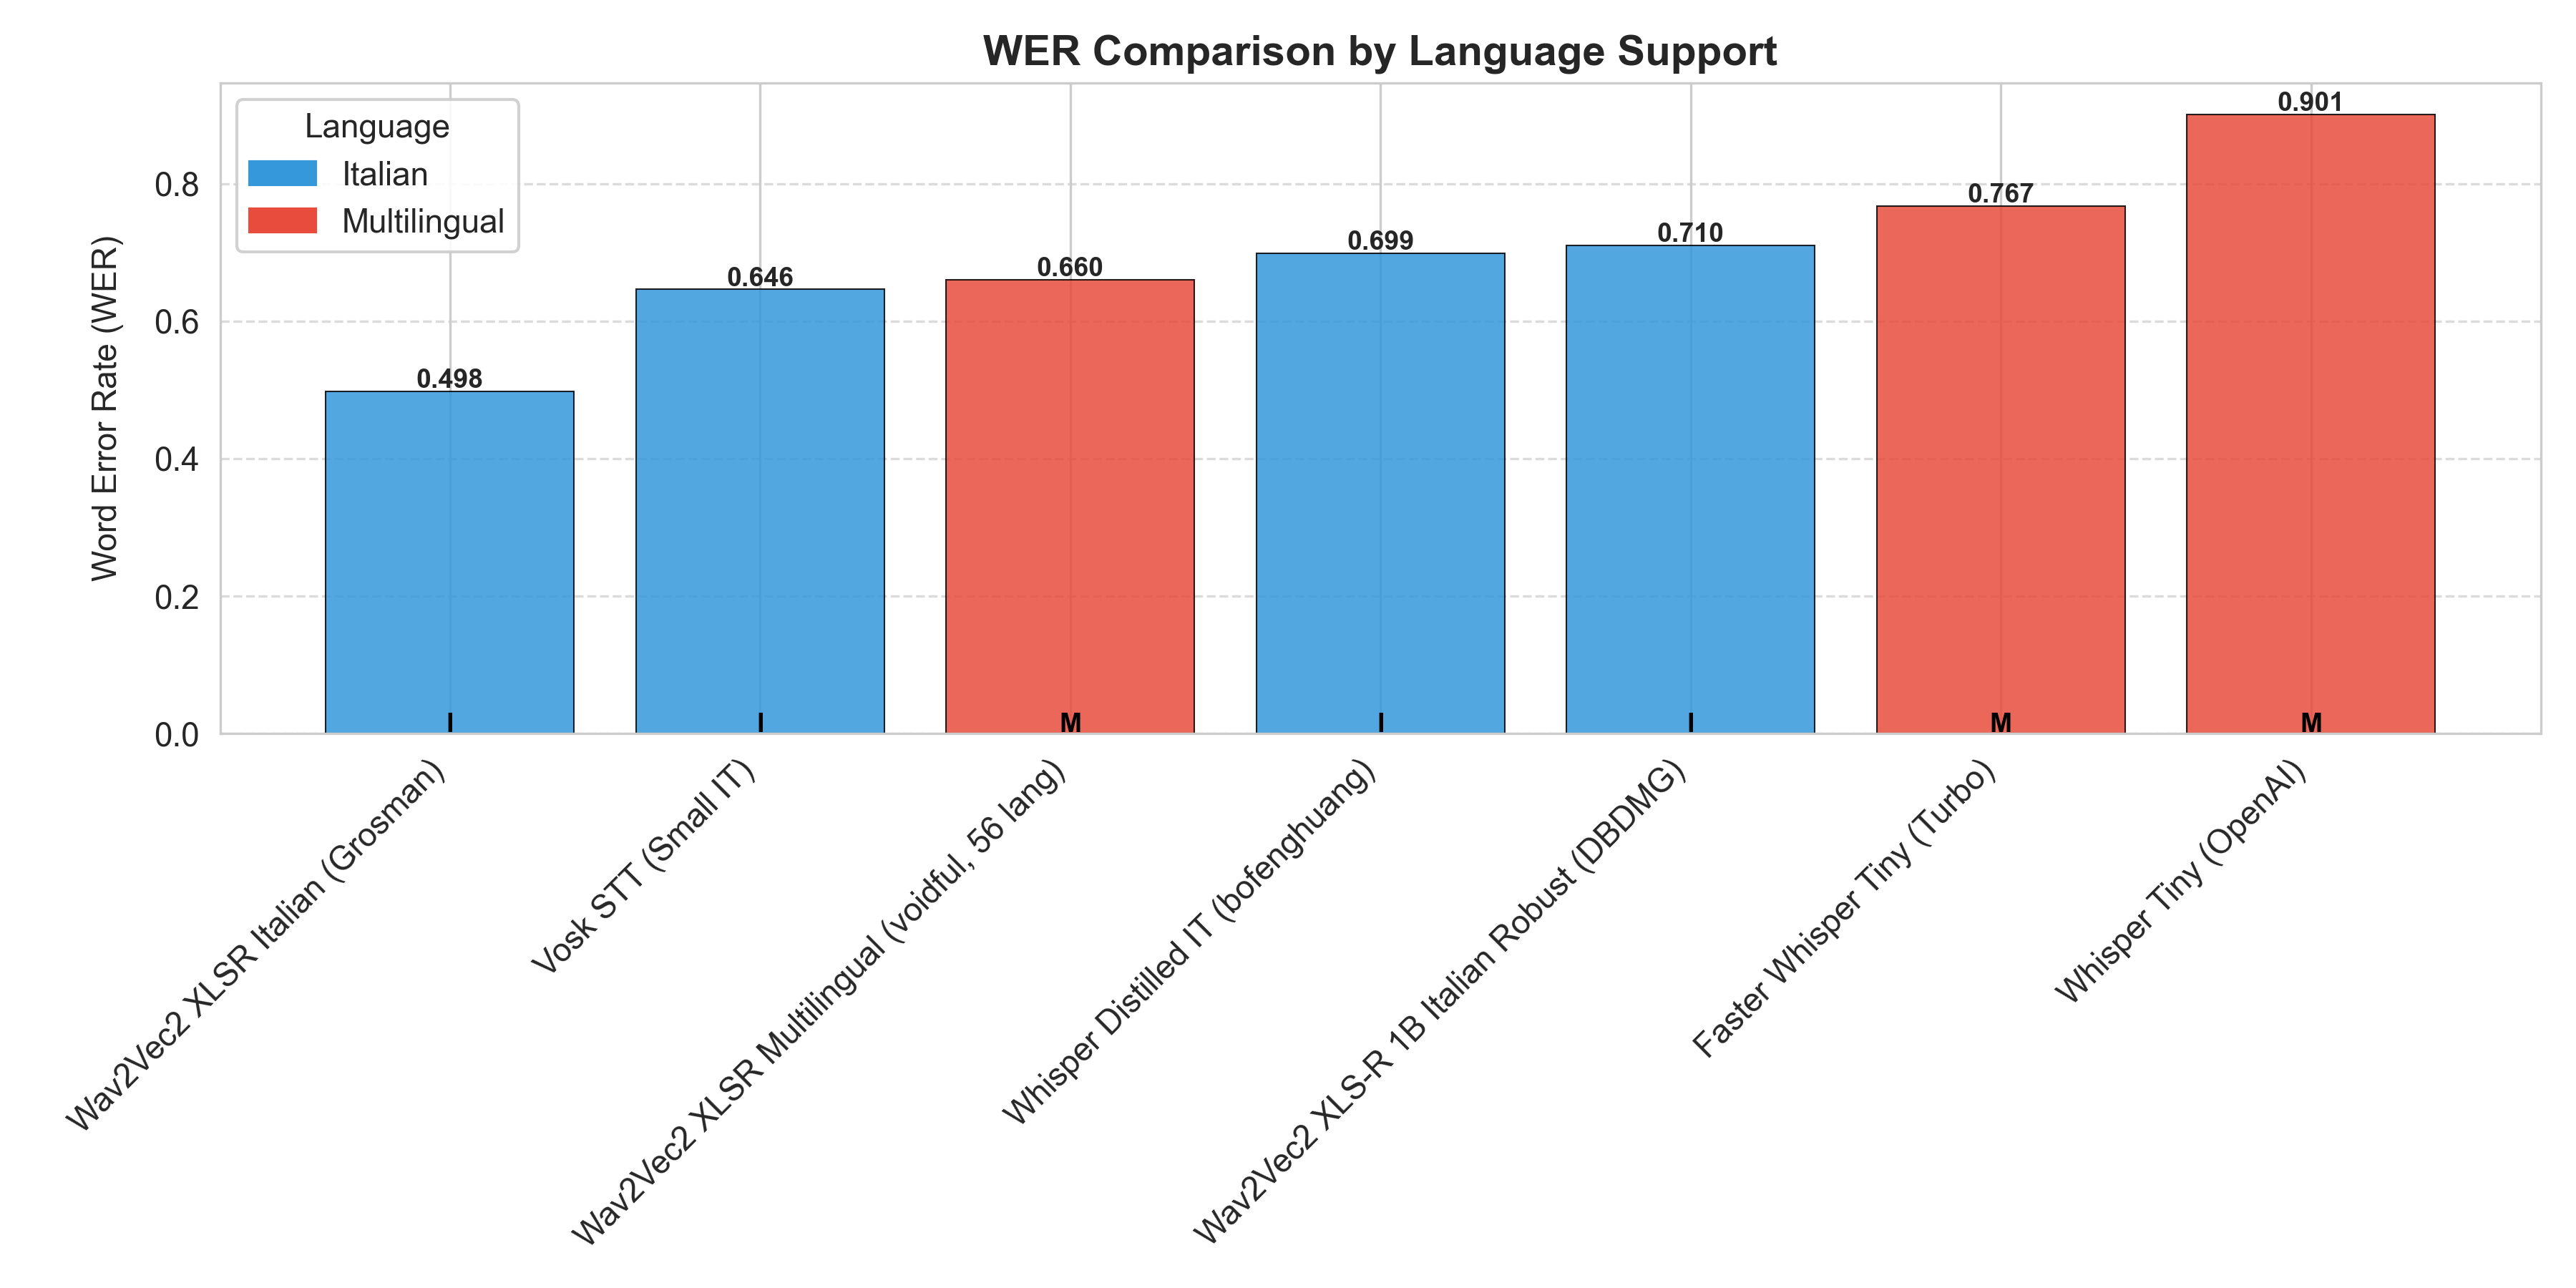 WER Comparison by Language Support
Language
Italian
Multilingual
Word Error Rate (WER)
0.8
0.6
0.4
0.2
0.0
0.498
0.646
0.660
0.699
0.710
0.767
0.901
I
I
M
I
I
M
M
Wav2Vec2 XLSR Italian (Grosman)
Vosk STT (Small IT)
Wav2Vec2 XLSR Multilingual (voidful, 56 lang)
Whisper Distilled IT (bofenghuang)
Wav2Vec2 XLS-R 1B Italian Robust (DBDMG)
Faster Whisper Tiny (Turbo)
Whisper Tiny (OpenAI)